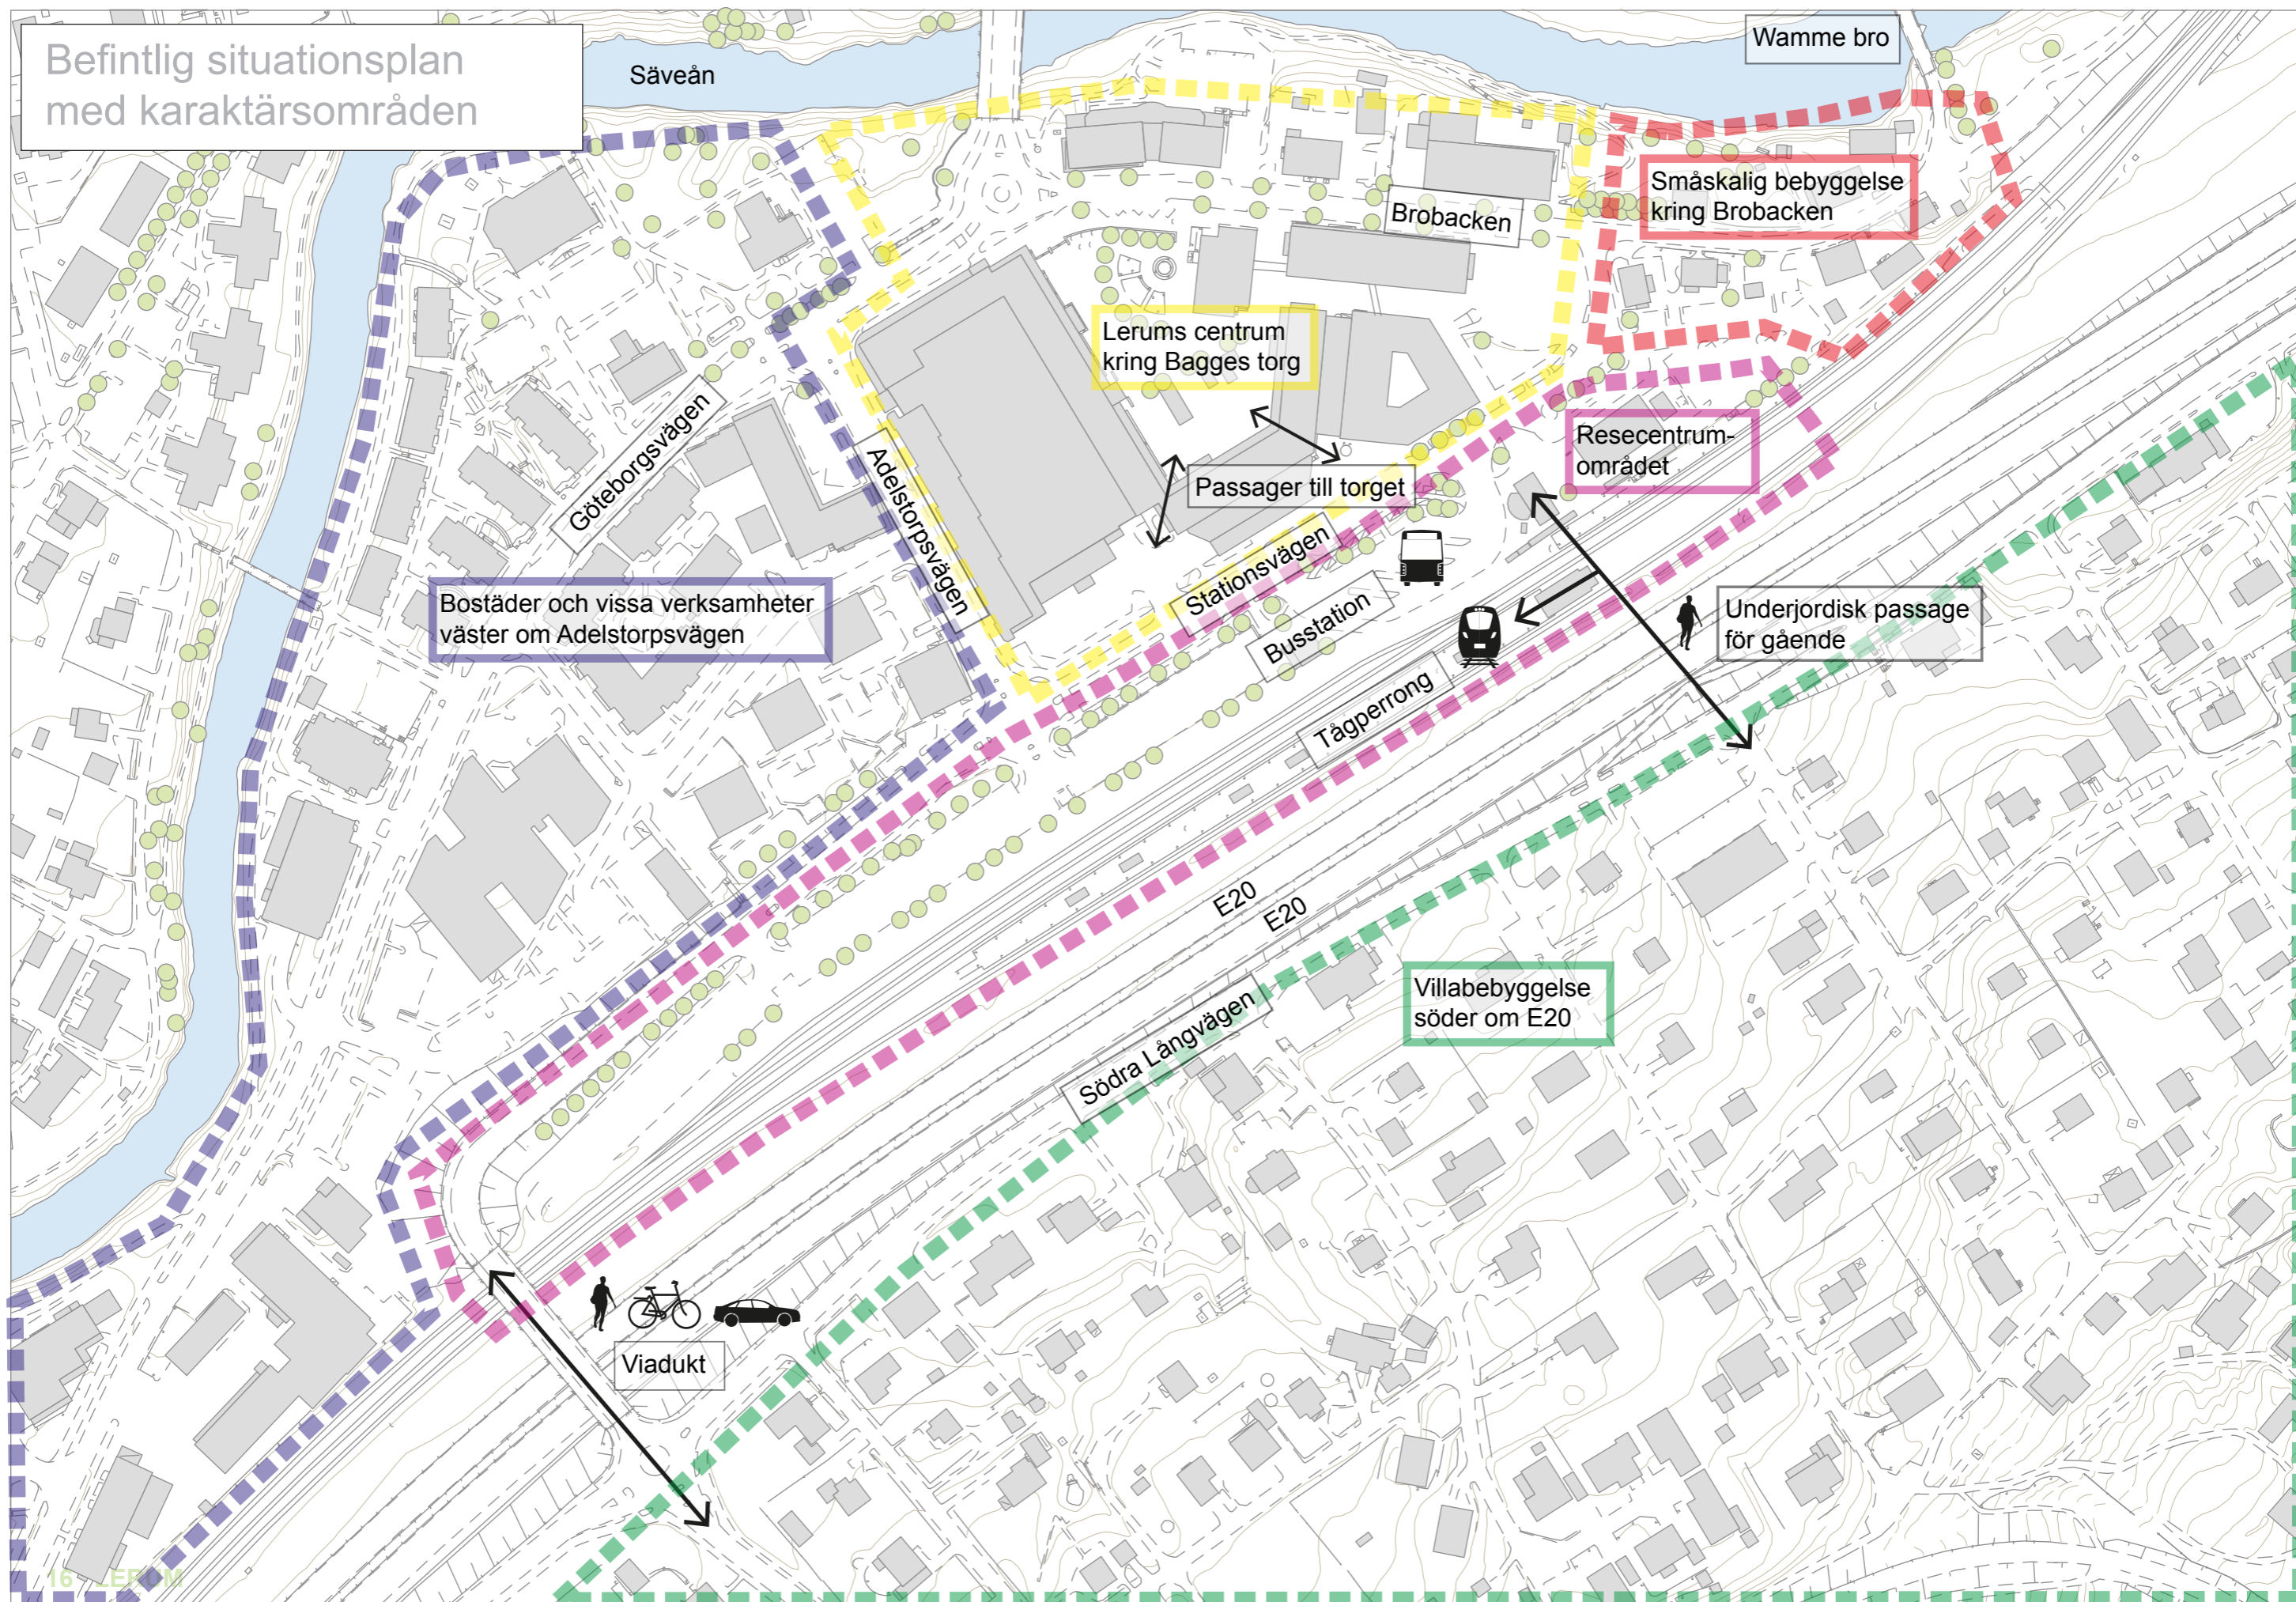 Befintlig situationsplan
med karaktärsområden
Säveån
Wamme bro
Småskalig bebyggelse
kring Brobacken
Brobacken
Lerums centrum
kring Bagges torg
Göteborgsvägen
Adelstorpsvägen
Passager till torget
Resecentrum-
området
Stationsvägen
Busstation
Bostäder och vissa verksamheter
väster om Adelstorpsvägen
Underjordisk passage
för gående
Tågperrong
E20
E20
Södra Långvägen
Villabebyggelse
söder om E20
Viadukt
16 LERUM